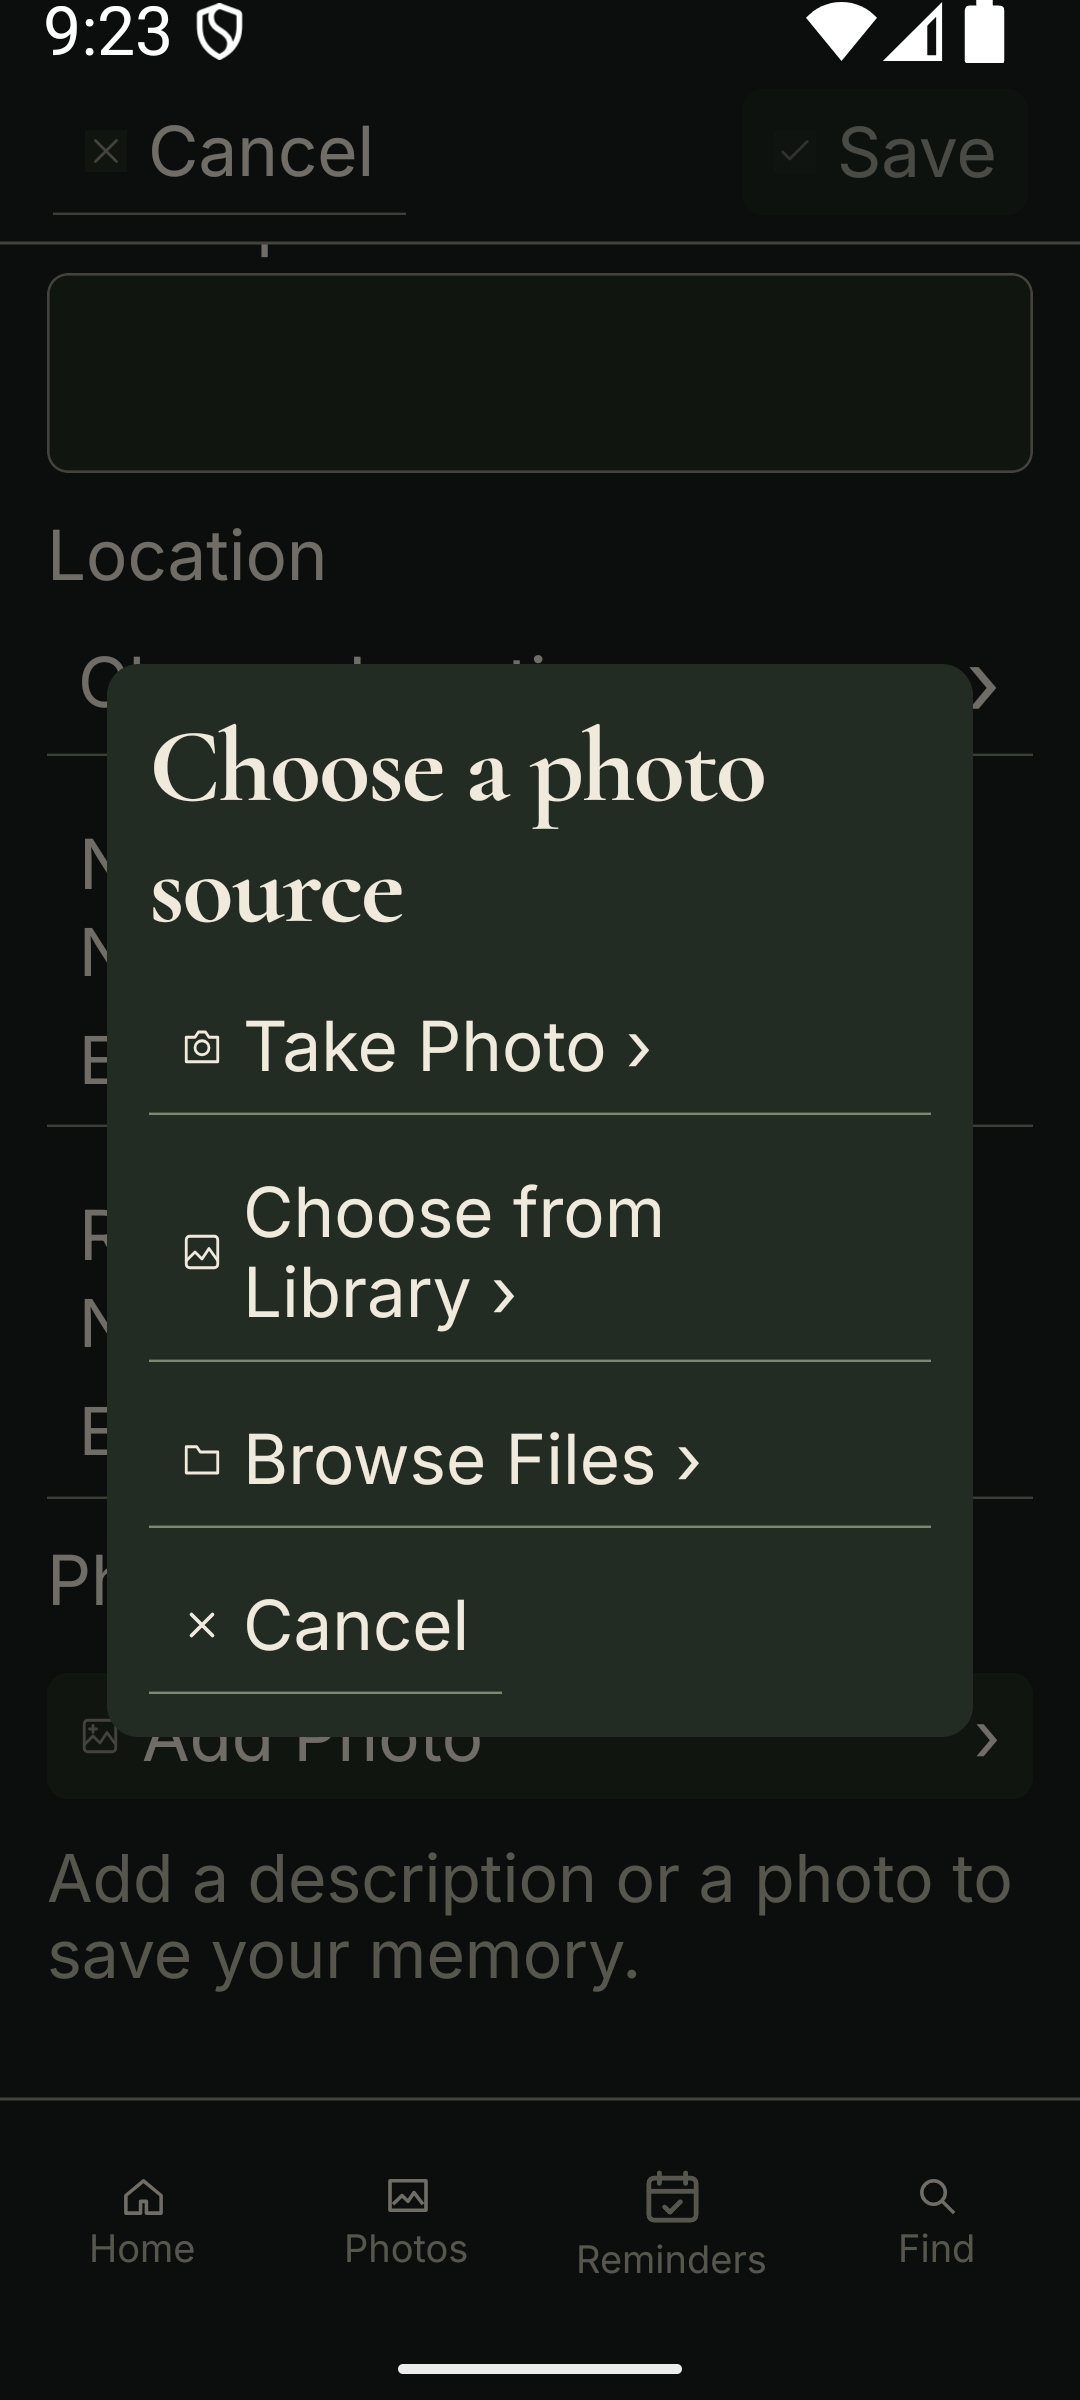 9:23
Cancel
Save
Location
Choose a photo
source
Take Photo ›
Choose from
Library ›
Browse Files ›
Cancel
Add Photo
Add a description or a photo to
save your memory.
Home
Photos
Reminders
Find